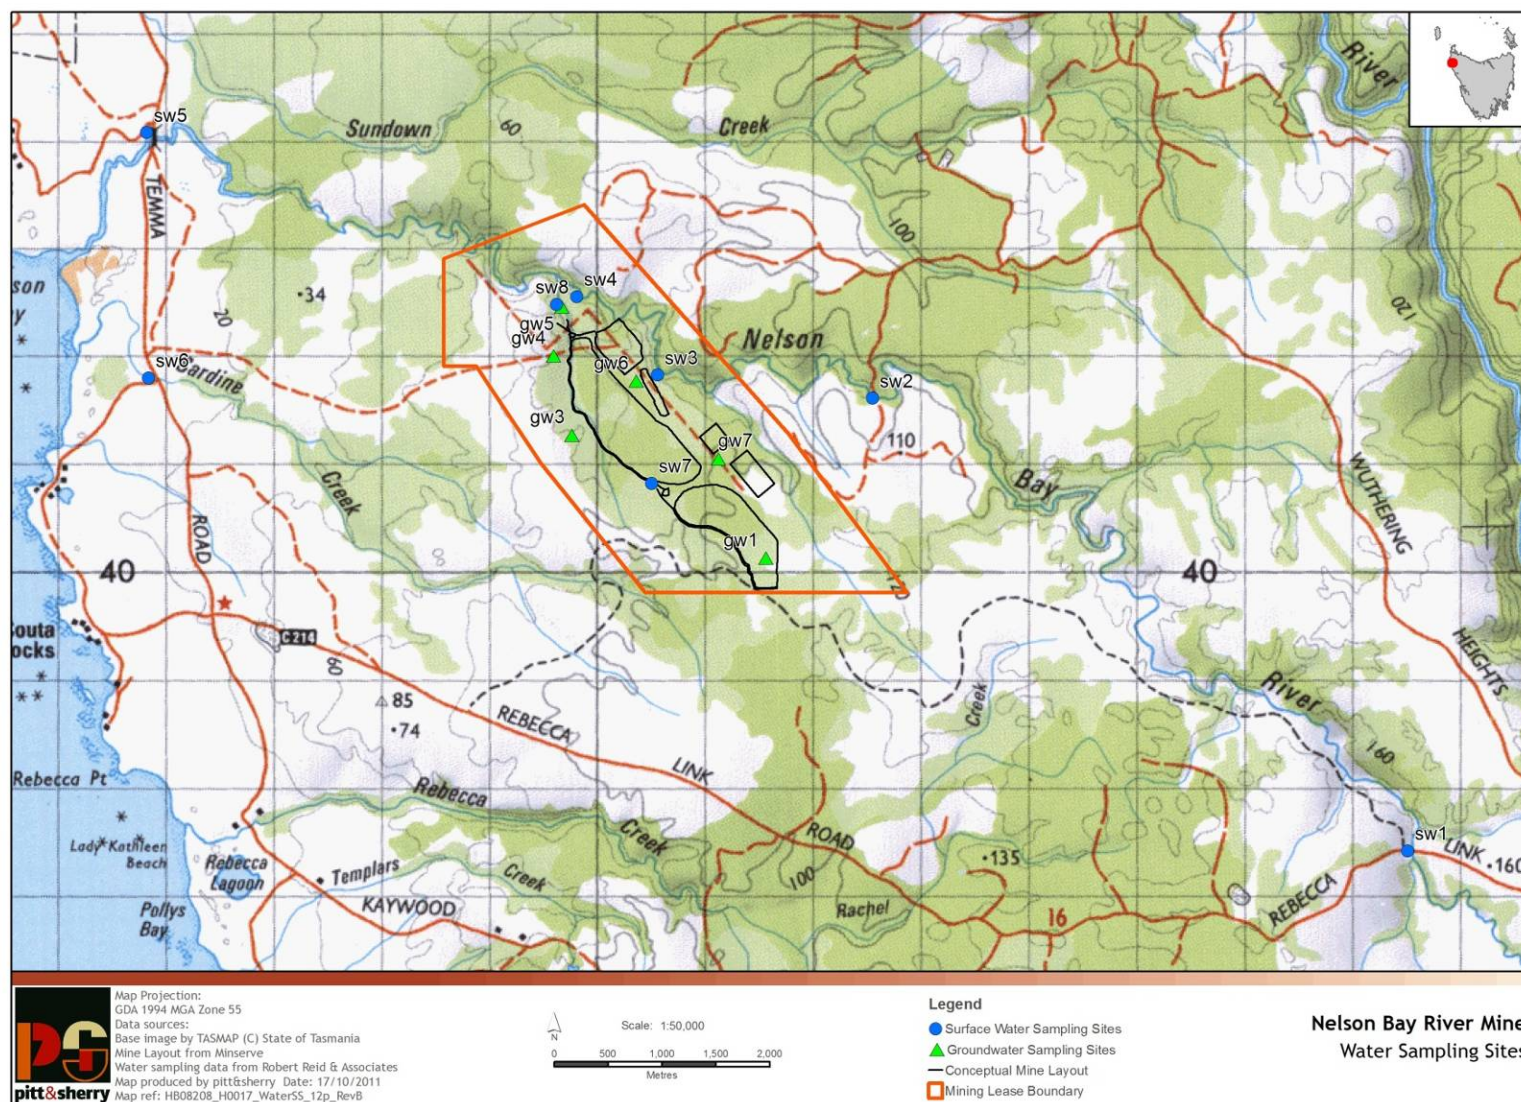 River
Sundown
60
Creek
sw5
TEMMA
100
120
son
y
34
20
sw8
sw4
gw5
gw4
Nelson
sw6
Sardine
gw6
sw3
sw2
gw3
110
gw7
sw7
Bay
WUTHERING
Creek
ROAD
gw1
40
40
120
outa
ocks
C 214
60
HEIGHTS
85
74
REBECCA
Creek
River
160
LINK
Rebecca Pt
Rebecca
Creek
ROAD
sw1
LINK
160
Lady Kathleen
Beach
Rebecca
Lagoon
Templars
Creek
135
100
KAYWOOD
Pollys
Bay
Rachel
16
REBECCA
pitt&sherry
Map Projection:
GDA 1994 MGA Zone 55
Data sources:
Base image by TASMAP (C) State of Tasmania
Mine Layout from Minserve
Water sampling data from Robert Reid & Associates
Map produced by pitt&sherry Date: 17/10/2011
Map ref: HB08208_H0017_WaterSS_12p_RevB
N
Scale: 1:50,000
0 500 1,000 1,500 2,000
Metres
Legend
Surface Water Sampling Sites
Groundwater Sampling Sites
Conceptual Mine Layout
Mining Lease Boundary
Nelson Bay River Mine
Water Sampling Sites